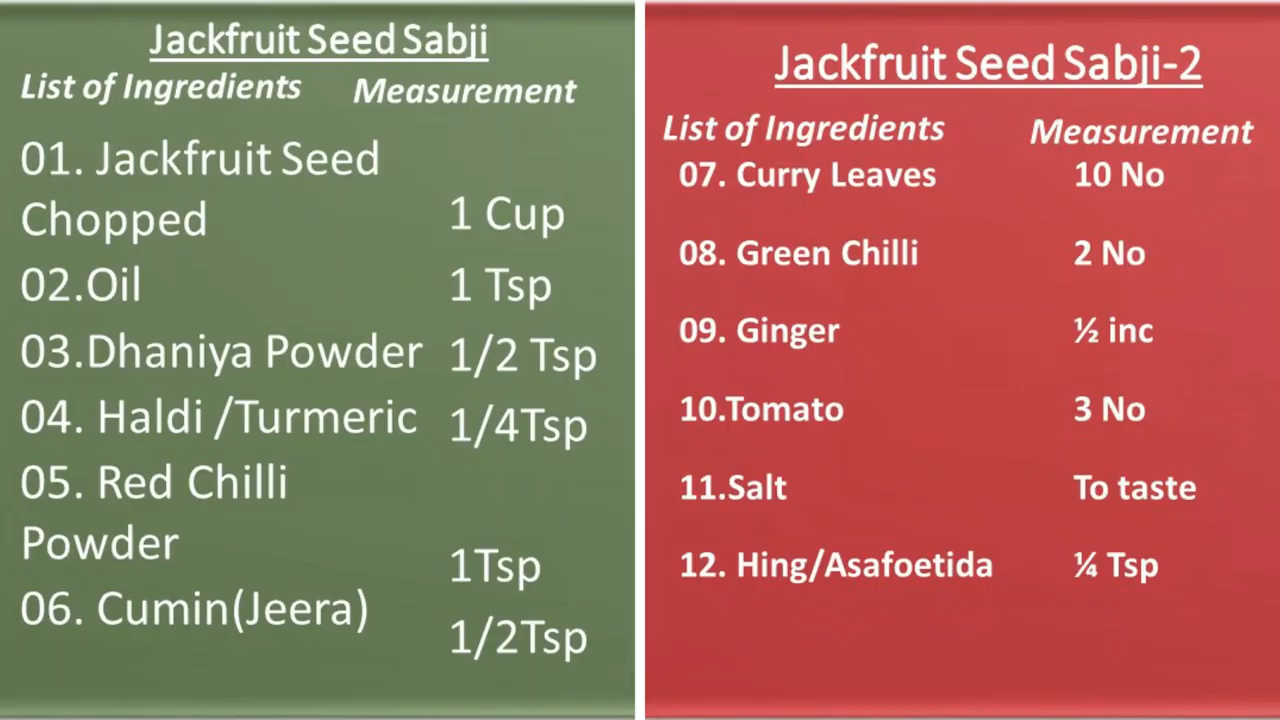 Jackfruit Seed Sabji
List of Ingredients Measurement
01. Jackfruit Seed
Chopped 1 Cup
02.Oil 1 Tsp
03.Dhaniya Powder 1/2 Tsp
04. Haldi /Turmeric 1/4Tsp
05. Red Chilli
Powder 1Tsp
06. Cumin(Jeera) 1/2Tsp
Jackfruit Seed Sabji-2
List of Ingredients Measurement
07. Curry Leaves 10 No
08. Green Chilli 2 No
09. Ginger ½ inc
10.Tomato 3 No
11.Salt To taste
12. Hing/Asafoetida ¼ Tsp